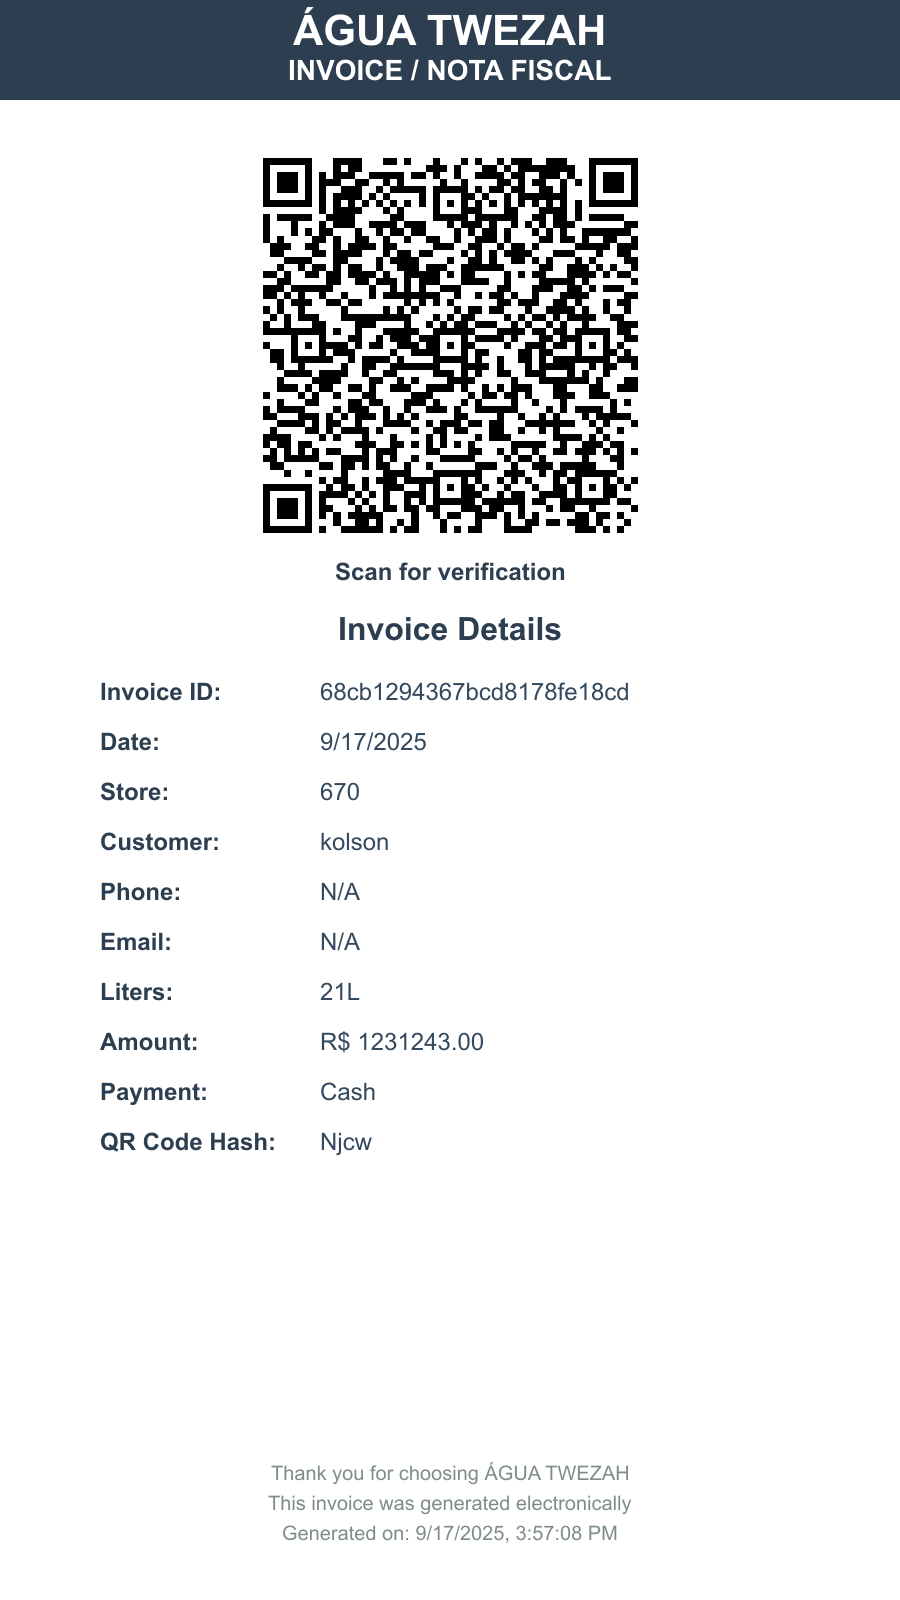 ÁGUA TWEZAH
INVOICE / NOTA FISCAL
Scan for verification
Invoice Details
Invoice ID: 68cb1294367bcd8178fe18cd
Date: 9/17/2025
Store: 670
Customer: kolson
Phone: N/A
Email: N/A
Liters: 21L
Amount: R$ 1231243.00
Payment: Cash
QR Code Hash: Njcw
Thank you for choosing ÁGUA TWEZAH
This invoice was generated electronically
Generated on: 9/17/2025, 3:57:08 PM